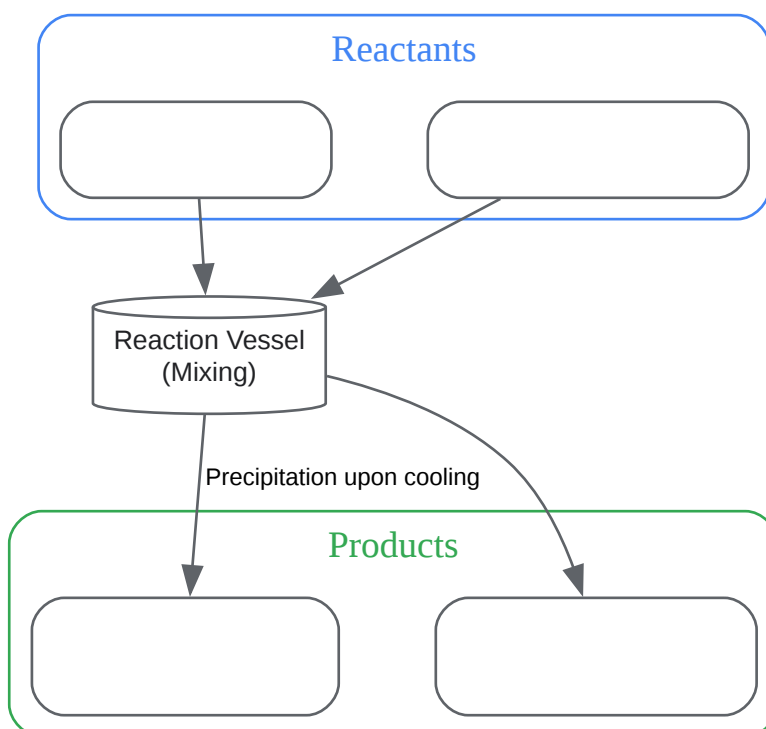 Reactants
Reaction Vessel
(Mixing)
Precipitation upon cooling
Products